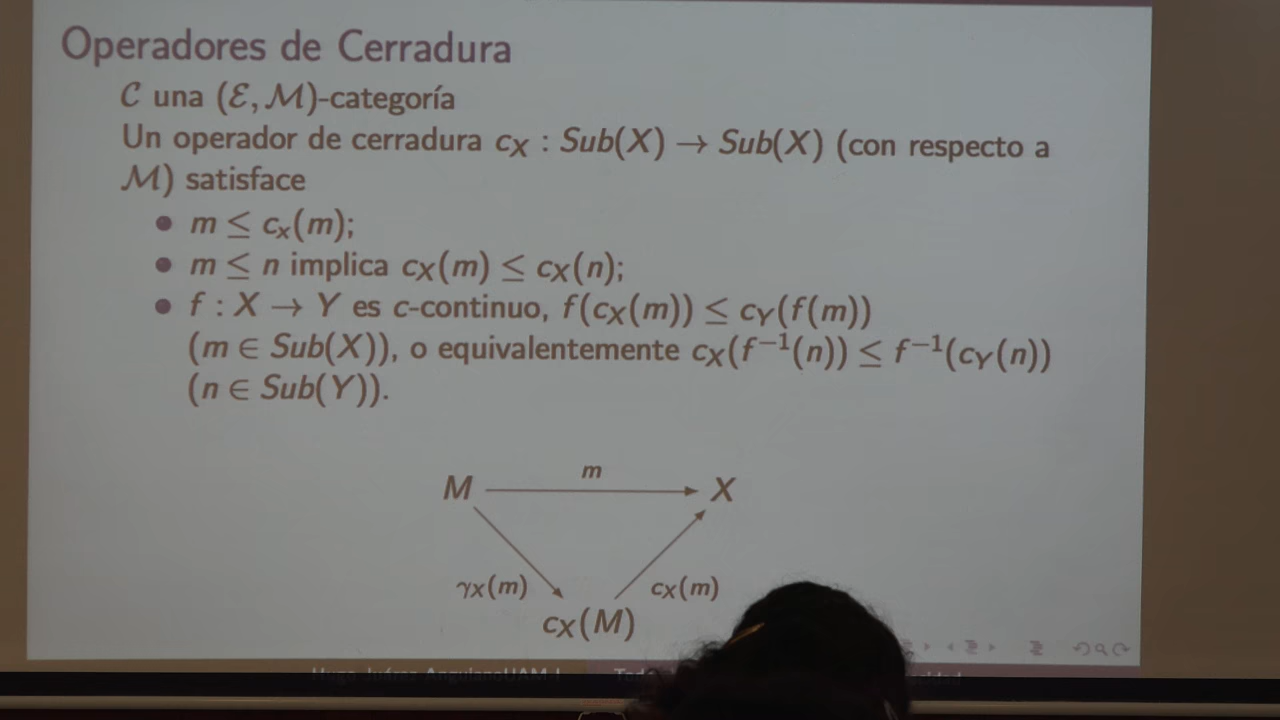 Operadores de Cerradura
𝒞 una (ℰ, ℳ)-categoría
Un operador de cerradura c_X : Sub(X) → Sub(X) (con respecto a
ℳ) satisface
• m ≤ c_x(m);
• m ≤ n implica c_X(m) ≤ c_X(n);
• f : X → Y es c-continuo, f(c_X(m)) ≤ c_Y(f(m))
(m ∈ Sub(X)), o equivalentemente c_X(f⁻¹(n)) ≤ f⁻¹(c_Y(n))
(n ∈ Sub(Y)).
m
M X
γ_X(m) c_X(m)
c_X(M)